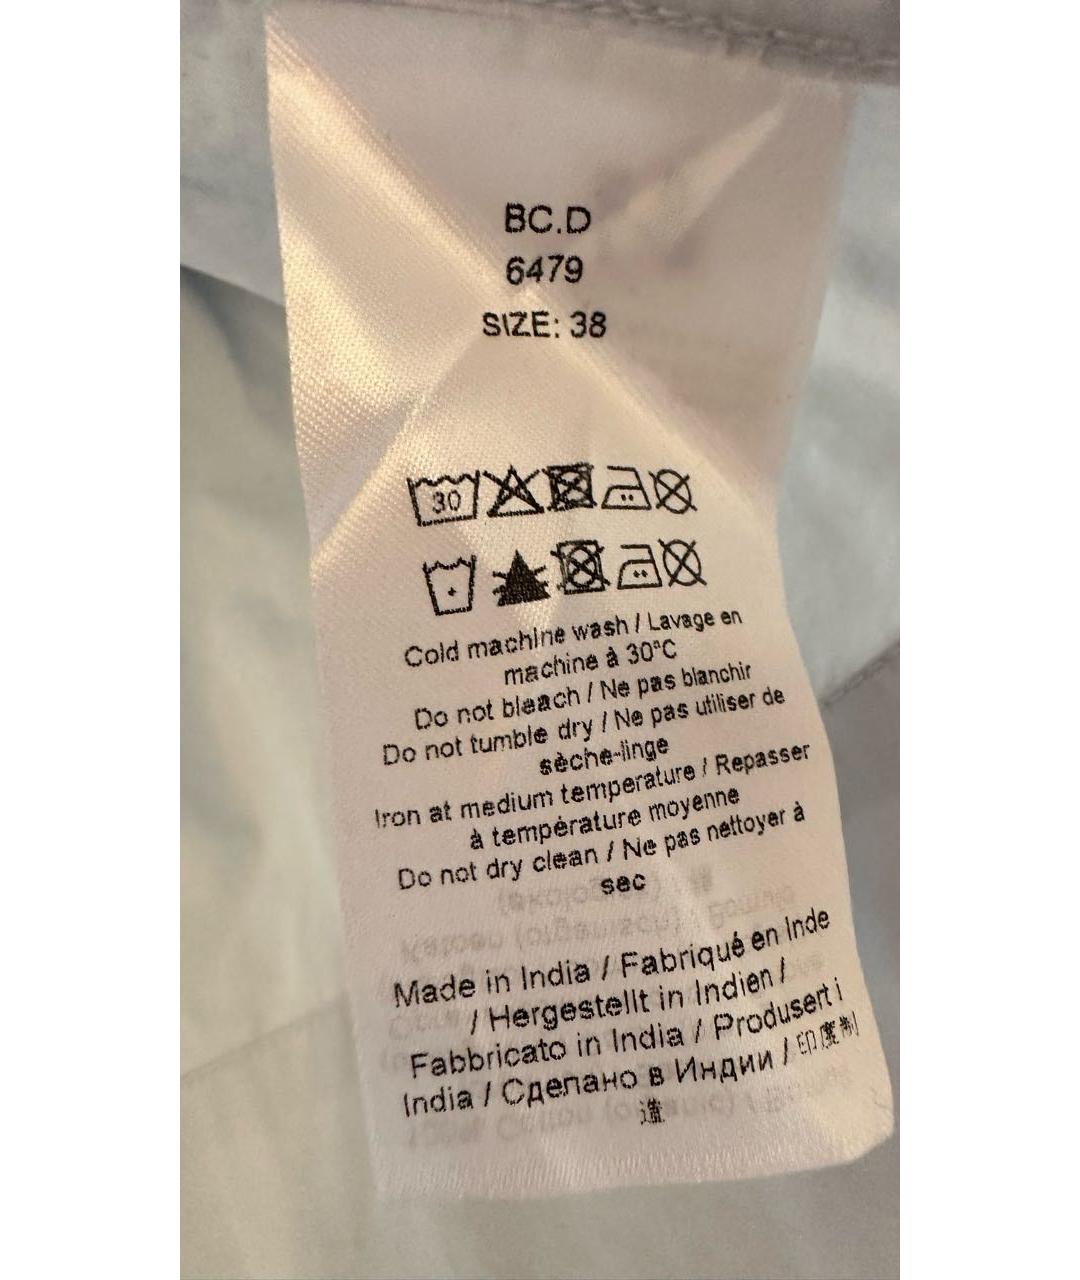 BC.D
6479
SIZE: 38
30
Cold machine wash / Lavage en
machine à 30°C
Do not bleach / Ne pas blanchir
Do not tumble dry / Ne pas utiliser de
sèche-linge
Iron at medium temperature / Repasser
à température moyenne
Do not dry clean / Ne pas nettoyer à
sec
Made in India / Fabriqué en Inde
/ Hergestellt in Indien /
Fabbricato in India / Produsert i
India / Сделано в Индии / 印度制
造